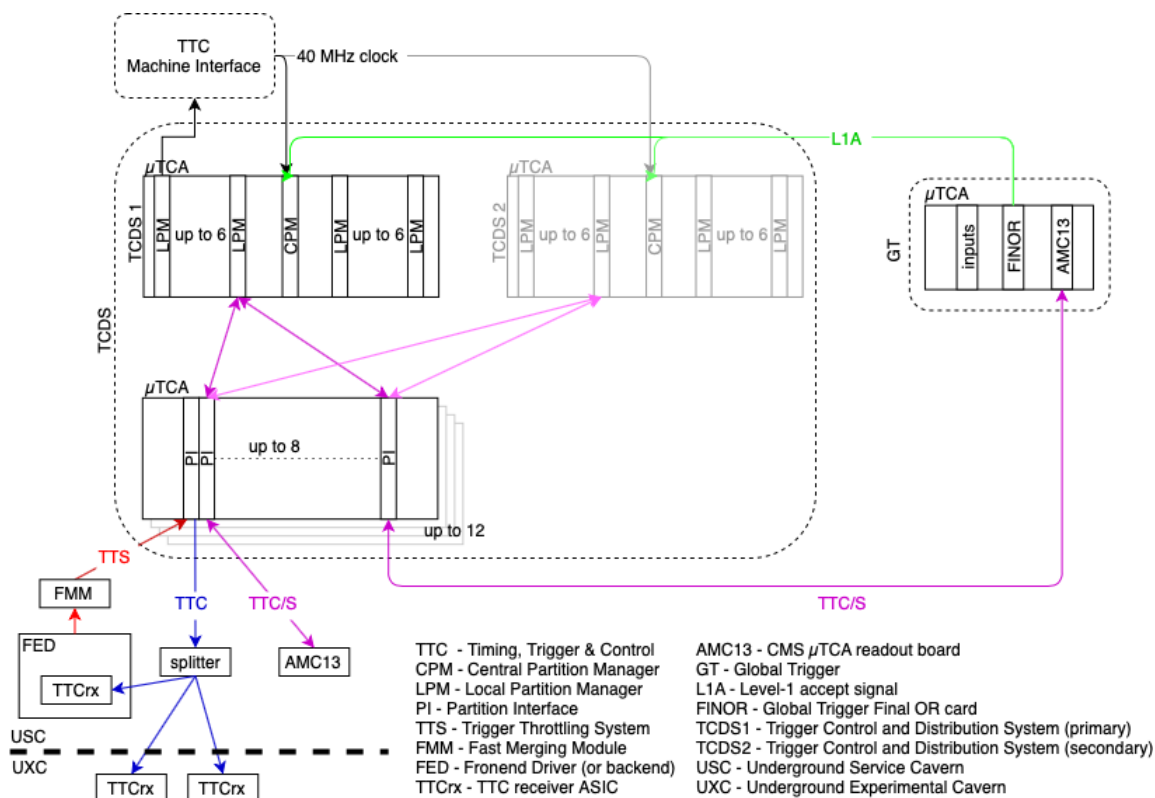 TTC
Machine Interface
40 MHz clock
L1A
µTCA
TCDS 1
LPM
up to 6
LPM
CPM
LPM
up to 6
LPM
µTCA
TCDS 2
LPM
up to 6
LPM
CPM
LPM
up to 6
LPM
µTCA
GT
inputs
FINOR
AMC13
TCDS
µTCA
PI
PI
up to 8
PI
up to 12
TTS
FMM
TTC
TTC/S
TTC/S
FED
TTCrx
splitter
AMC13
USC
UXC
TTCrx
TTCrx
TTC - Timing, Trigger & Control
CPM - Central Partition Manager
LPM - Local Partition Manager
PI - Partition Interface
TTS - Trigger Throttling System
FMM - Fast Merging Module
FED - Fronend Driver (or backend)
TTCrx - TTC receiver ASIC
AMC13 - CMS µTCA readout board
GT - Global Trigger
L1A - Level-1 accept signal
FINOR - Global Trigger Final OR card
TCDS1 - Trigger Control and Distribution System (primary)
TCDS2 - Trigger Control and Distribution System (secondary)
USC - Underground Service Cavern
UXC - Underground Experimental Cavern